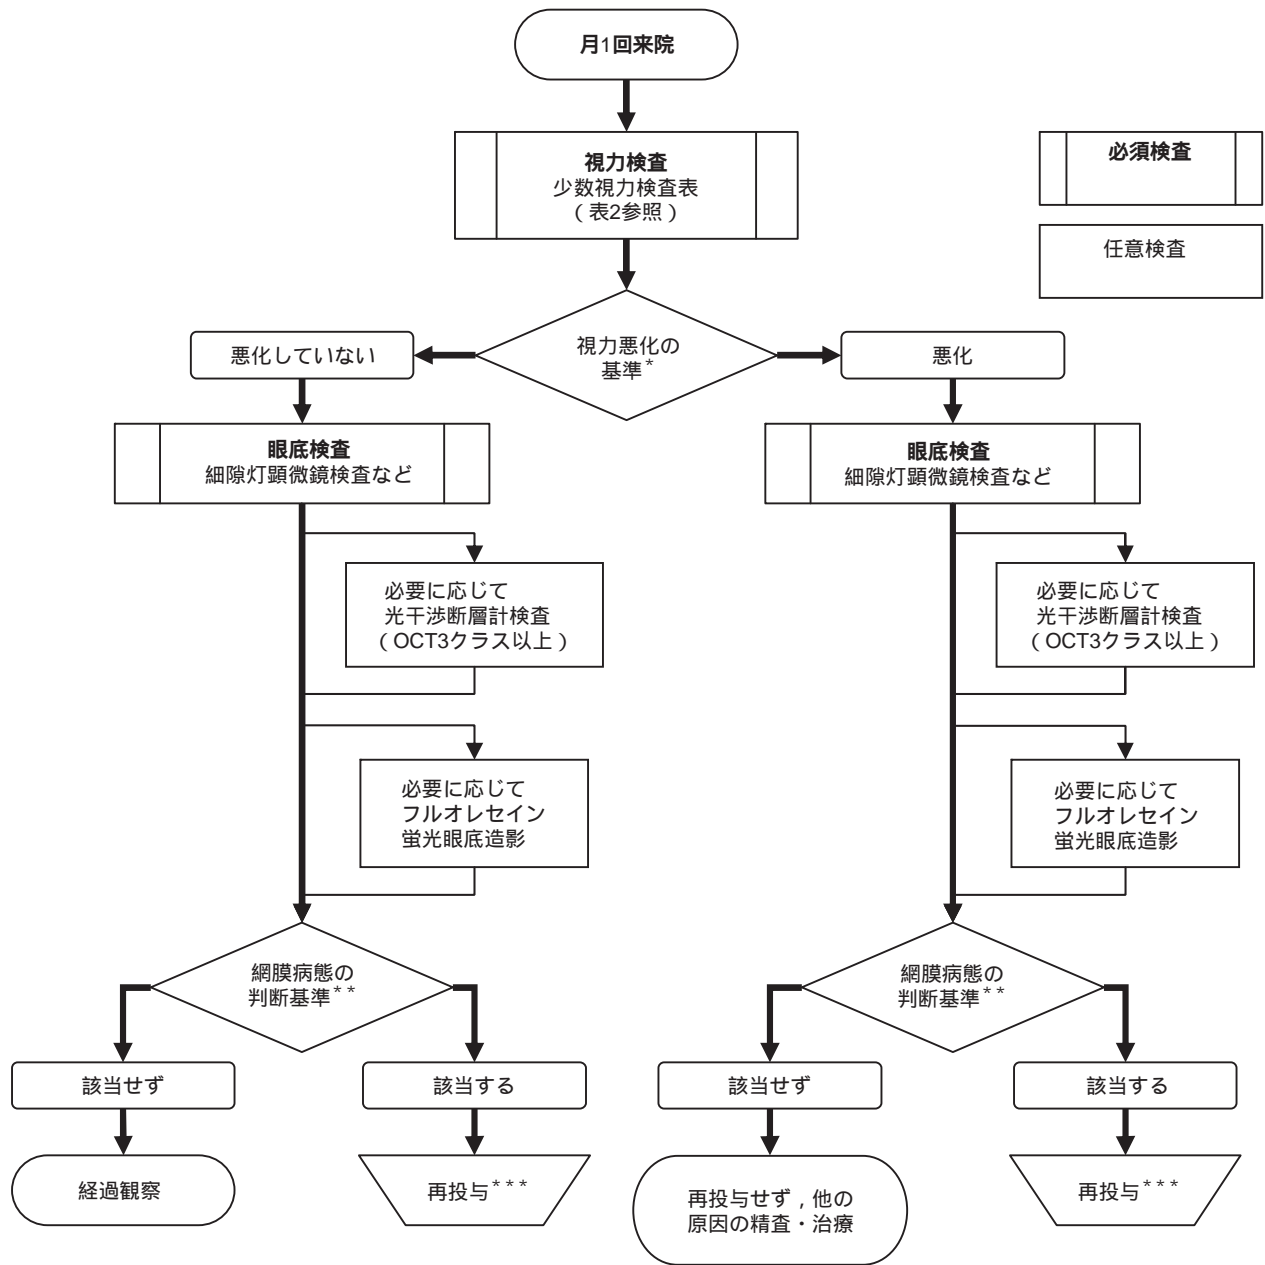 月1回来院
視力検査
少数視力検査表
（表2参照）
必須検査
任意検査
視力悪化の
基準*
悪化していない
悪化
眼底検査
細隙灯顕微鏡検査など
必要に応じて
光干渉断層計検査
（OCT3クラス以上）
必要に応じて
フルオレセイン
蛍光眼底造影
網膜病態の
判断基準**
該当せず
該当する
経過観察
再投与***
眼底検査
細隙灯顕微鏡検査など
必要に応じて
光干渉断層計検査
（OCT3クラス以上）
必要に応じて
フルオレセイン
蛍光眼底造影
網膜病態の
判断基準**
該当せず
該当する
再投与せず，他の
原因の精査・治療
再投与***